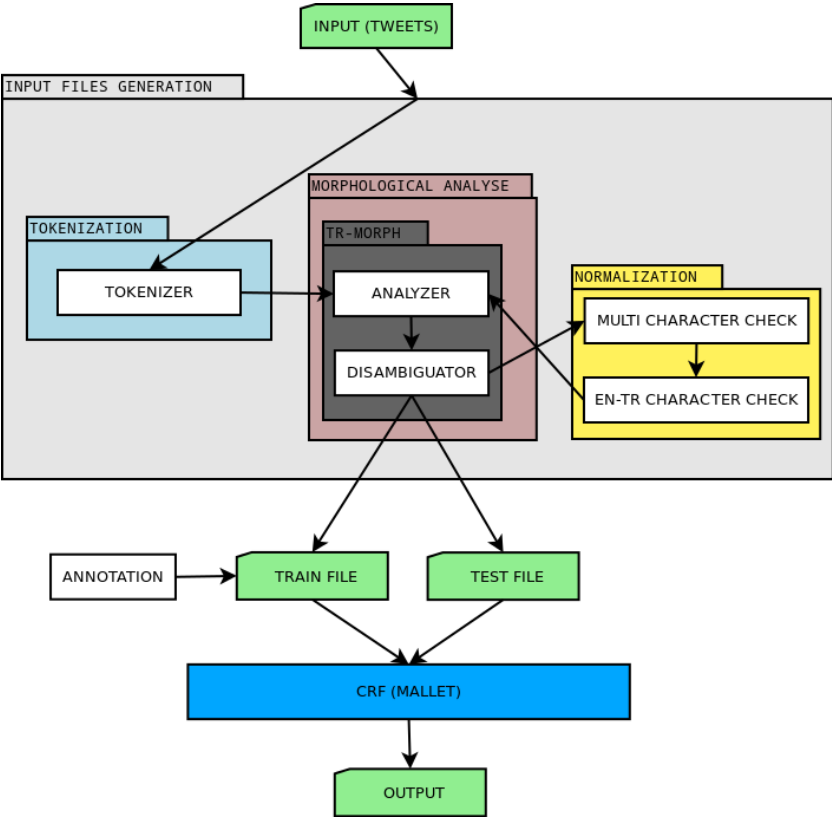 INPUT (TWEETS)
INPUT FILES GENERATION
MORPHOLOGICAL ANALYSE
TOKENIZATION
TR-MORPH
NORMALIZATION
TOKENIZER
ANALYZER
MULTI CHARACTER CHECK
DISAMBIGUATOR
EN-TR CHARACTER CHECK
ANNOTATION
TRAIN FILE
TEST FILE
CRF (MALLET)
OUTPUT